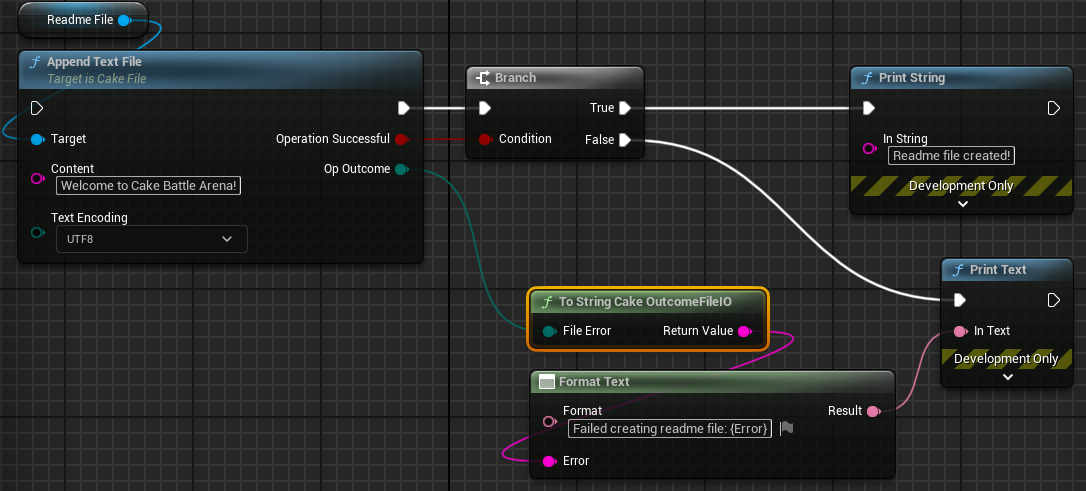 Readme File
Append Text File
Target is Cake File
Target
Operation Successful
Content
Welcome to Cake Battle Arena!
Op Outcome
Text Encoding
UTF8
Branch
True
Condition
False
Print String
In String
Readme file created!
Development Only
To String Cake OutcomeFileIO
File Error
Return Value
Format Text
Format
Failed creating readme file: {Error}
Result
Error
Print Text
In Text
Development Only